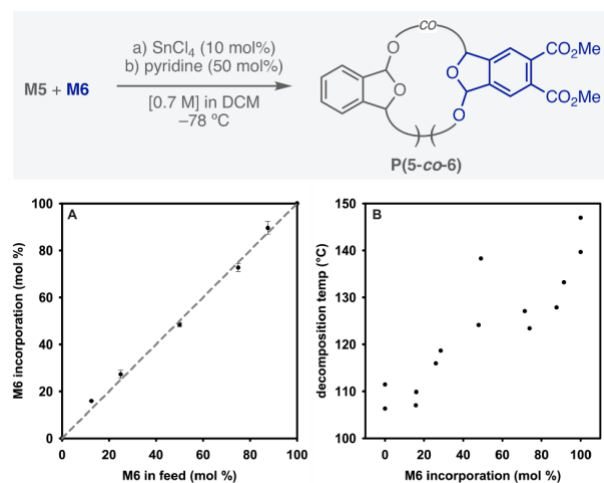 co
a) SnCl₄ (10 mol%)
b) pyridine (50 mol%)
M5 + M6
[0.7 M] in DCM
–78 ºC
O
O
O
O
CO₂Me
CO₂Me
P(5-co-6)
A
M6 incorporation (mol %)
100
80
60
40
20
0
0 20 40 60 80 100
M6 in feed (mol %)
B
decomposition temp (°C)
150
140
130
120
110
100
0 20 40 60 80 100
M6 incorporation (mol %)